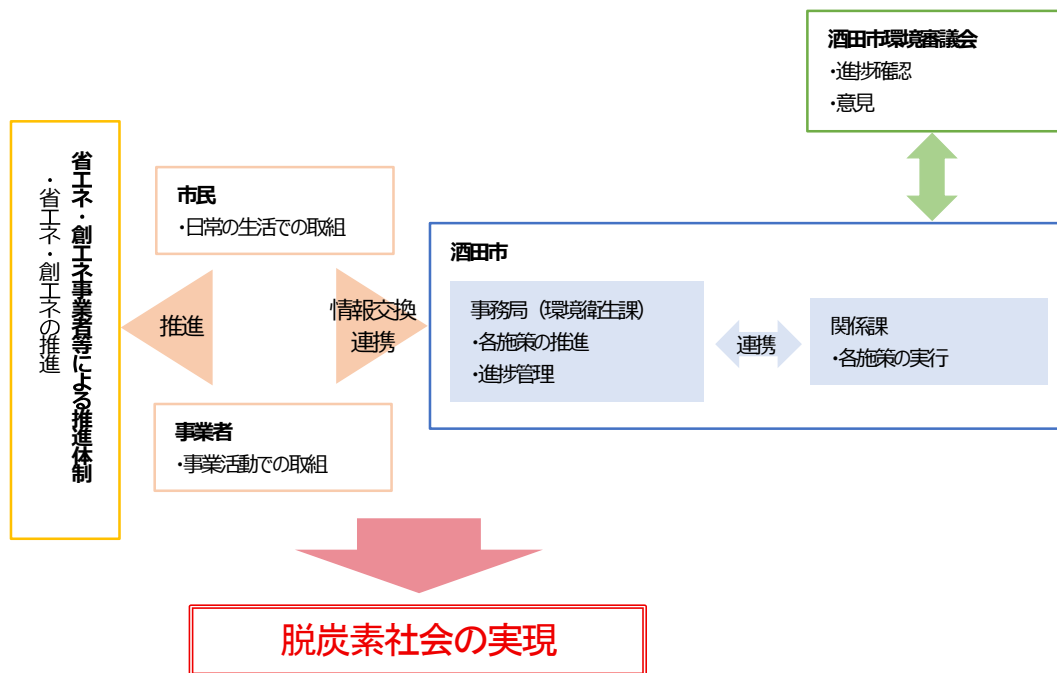 酒田市環境審議会
・進捗確認
・意見
省エネ・創エネ事業者等による推進体制
・省エネ・創エネの推進
市民
・日常の生活での取組
推進
情報交換
連携
事業者
・事業活動での取組
酒田市
事務局（環境衛生課）
・各施策の推進
・進捗管理
連携
関係課
・各施策の実行
脱炭素社会の実現